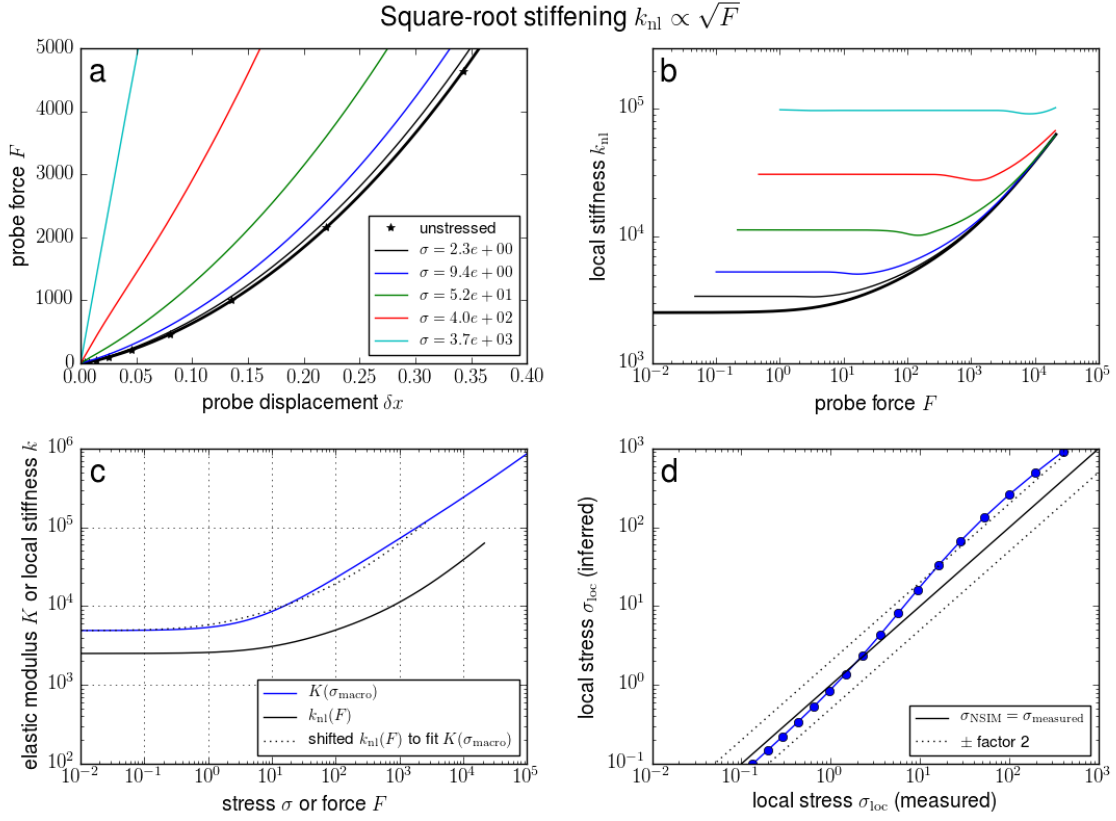 Square-root stiffening $k_{\mathrm{nl}} \propto \sqrt{F}$
a
probe force $F$
5000
4000
3000
2000
1000
0
0.00 0.05 0.10 0.15 0.20 0.25 0.30 0.35 0.40
probe displacement $\delta x$
unstressed
$\sigma = 2.3e+00$
$\sigma = 9.4e+00$
$\sigma = 5.2e+01$
$\sigma = 4.0e+02$
$\sigma = 3.7e+03$
b
local stiffness $k_{\mathrm{nl}}$
$10^5$
$10^4$
$10^3$
$10^{-2}$ $10^{-1}$ $10^0$ $10^1$ $10^2$ $10^3$ $10^4$ $10^5$
probe force $F$
c
elastic modulus $K$ or local stiffness $k$
$10^6$
$10^5$
$10^4$
$10^3$
$10^2$
$10^{-2}$ $10^{-1}$ $10^0$ $10^1$ $10^2$ $10^3$ $10^4$ $10^5$
stress $\sigma$ or force $F$
$K(\sigma_{\mathrm{macro}})$
$k_{\mathrm{nl}}(F)$
shifted $k_{\mathrm{nl}}(F)$ to fit $K(\sigma_{\mathrm{macro}})$
d
local stress $\sigma_{\mathrm{loc}}$ (inferred)
$10^3$
$10^2$
$10^1$
$10^0$
$10^{-1}$
$10^{-2}$ $10^{-1}$ $10^0$ $10^1$ $10^2$ $10^3$
local stress $\sigma_{\mathrm{loc}}$ (measured)
$\sigma_{\mathrm{NSIM}} = \sigma_{\mathrm{measured}}$
± factor 2